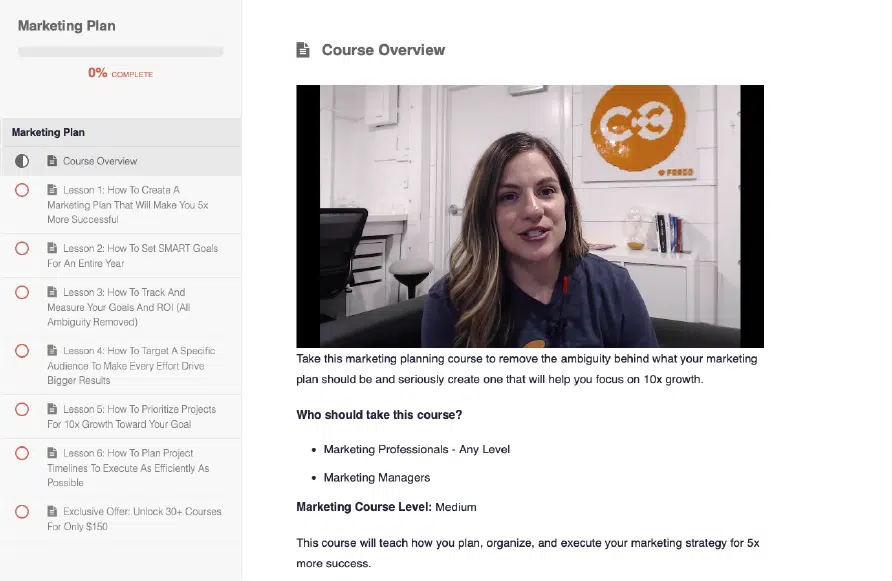 Marketing Plan
0% COMPLETE
Marketing Plan
Course Overview
Lesson 1: How To Create A
Marketing Plan That Will Make You 5x
More Successful
Lesson 2: How To Set SMART Goals
For An Entire Year
Lesson 3: How To Track And
Measure Your Goals And ROI (All
Ambiguity Removed)
Lesson 4: How To Target A Specific
Audience To Make Every Effort Drive
Bigger Results
Lesson 5: How To Prioritize Projects
For 10x Growth Toward Your Goal
Lesson 6: How To Plan Project
Timelines To Execute As Efficiently As
Possible
Exclusive Offer: Unlock 30+ Courses
For Only $150
Course Overview
FARGO
Take this marketing planning course to remove the ambiguity behind what your marketing
plan should be and seriously create one that will help you focus on 10x growth.
Who should take this course?
• Marketing Professionals - Any Level
• Marketing Managers
Marketing Course Level: Medium
This course will teach how you plan, organize, and execute your marketing strategy for 5x
more success.